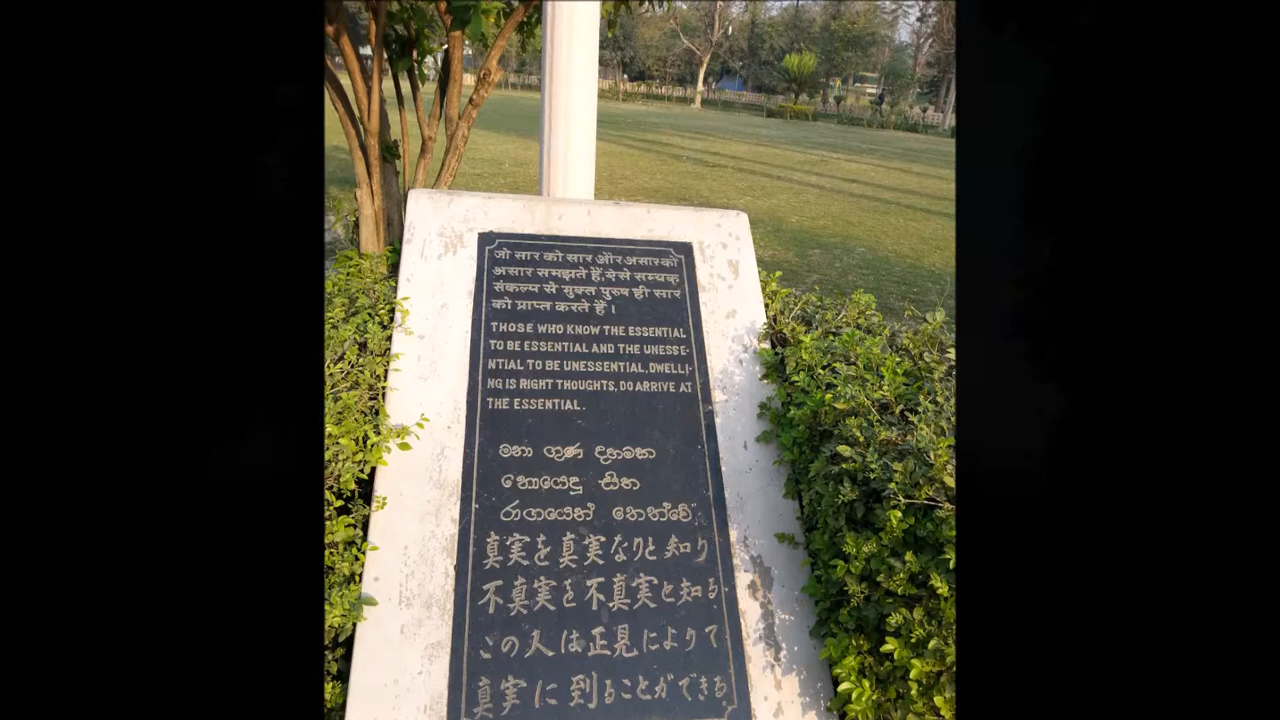 जो सार को सार और असार को
असार समझते हैं, ऐसे सम्यक्
संकल्प से मुक्त पुरुष ही सार
को प्राप्त करते हैं।
THOSE WHO KNOW THE ESSENTIAL
TO BE ESSENTIAL AND THE UNESSE-
NTIAL TO BE UNESSENTIAL, DWELLI-
NG IS RIGHT THOUGHTS, DO ARRIVE AT
THE ESSENTIAL.
මනා ගුණ දහමක
නොයෙදු සිත
රාගයෙන් තෙත්වේ.
真実を真実なりと知り
不真実を不真実と知る.
この人は正見によりて
真実に到ることができる